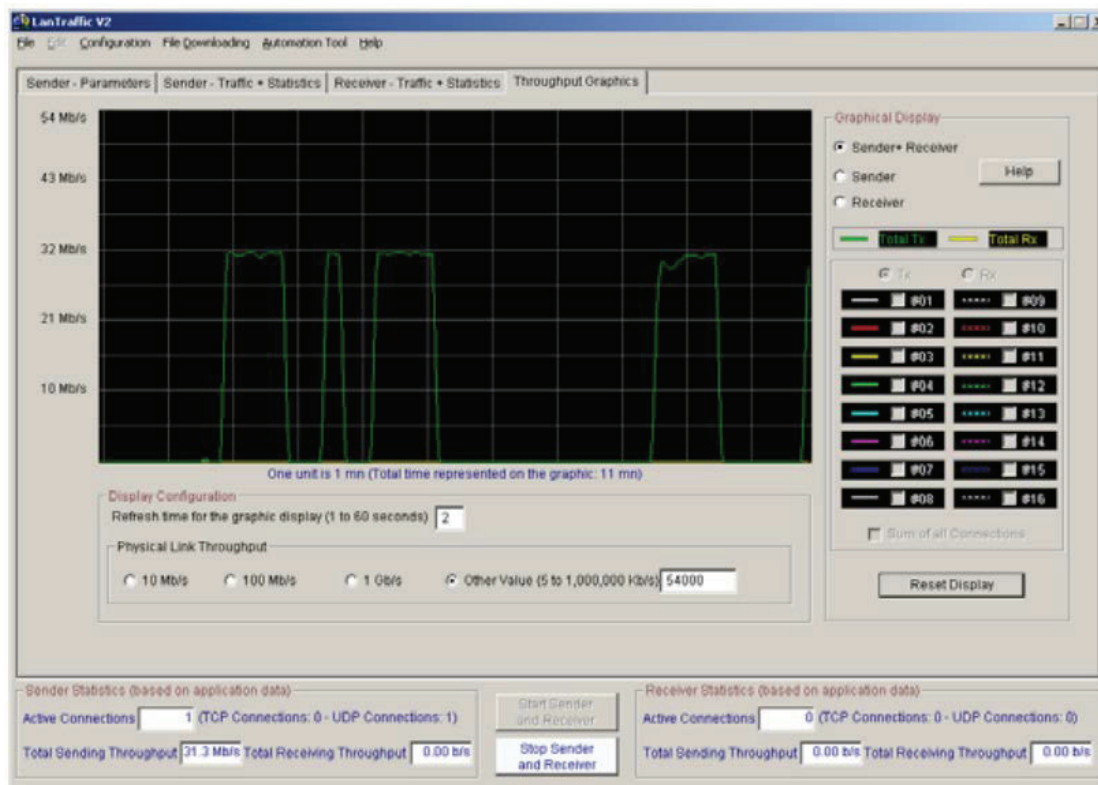 LanTraffic V2
File Edit Configuration File Downloading Automation Tool Help
Sender - Parameters Sender - Traffic + Statistics Receiver - Traffic + Statistics Throughput Graphics
54 Mb/s
43 Mb/s
32 Mb/s
21 Mb/s
10 Mb/s
One unit is 1 mn (Total time represented on the graphic: 11 mn)
Graphical Display
Sender+ Receiver
Sender
Receiver
Help
Total Tx Total Rx
Tx Rx
#01 #09
#02 #10
#03 #11
#04 #12
#05 #13
#06 #14
#07 #15
#08 #16
Sum of all Connections
Reset Display
Display Configuration
Refresh time for the graphic display (1 to 60 seconds) 2
Physical Link Throughput
10 Mb/s 100 Mb/s 1 Gb/s Other Value (5 to 1,000,000 Kb/s) 54000
Sender Statistics (based on application data)
Active Connections 1 (TCP Connections: 0 - UDP Connections: 1)
Total Sending Throughput 31.3 Mb/s Total Receiving Throughput 0.00 b/s
Start Sender
and Receiver
Stop Sender
and Receiver
Receiver Statistics (based on application data)
Active Connections 0 (TCP Connections: 0 - UDP Connections: 0)
Total Sending Throughput 0.00 b/s Total Receiving Throughput 0.00 b/s